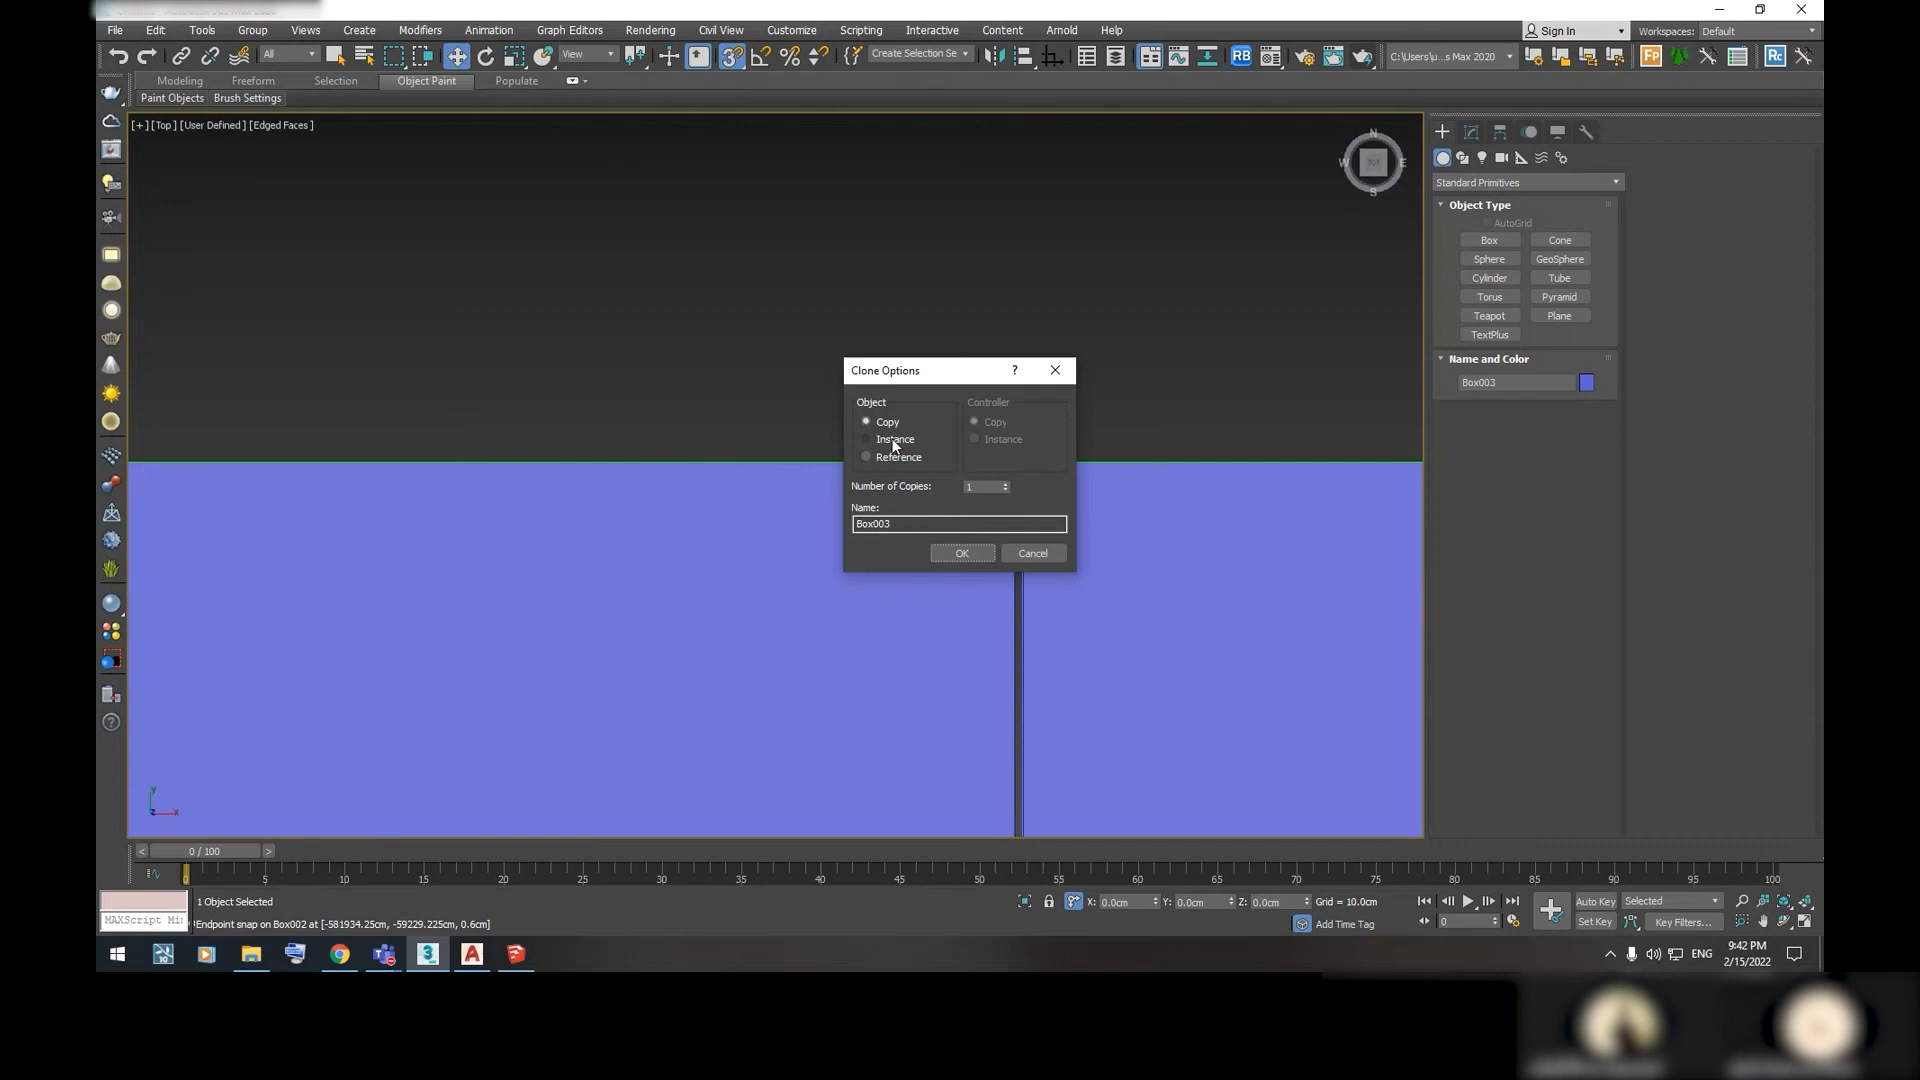 File Edit Tools Group Views Create Modifiers Animation Graph Editors Rendering Civil View Customize Scripting Interactive Content Arnold Help
Sign In Workspaces: Default
All View Create Selection Se C:\Users\µ...s Max 2020
Modeling Freeform Selection Object Paint Populate
Paint Objects Brush Settings
[+] [Top] [User Defined] [Edged Faces]
N
W E
S
Standard Primitives
Object Type
AutoGrid
Box Cone
Sphere GeoSphere
Cylinder Tube
Torus Pyramid
Teapot Plane
TextPlus
Name and Color
Box003
Clone Options
Object Controller
Copy Copy
Instance Instance
Reference
Number of Copies: 1
Name:
Box003
OK Cancel
y
z x
0 / 100
0 5 10 15 20 25 30 35 40 45 50 55 60 65 70 75 80 85 90 95 100
1 Object Selected
X: 0.0cm Y: 0.0cm Z: 0.0cm Grid = 10.0cm
Auto Key Selected
MAXScript Mi
Endpoint snap on Box002 at [-581934.25cm, -59229.225cm, 0.6cm]
Add Time Tag
0
Set Key Key Filters...
ENG
9:42 PM
2/15/2022